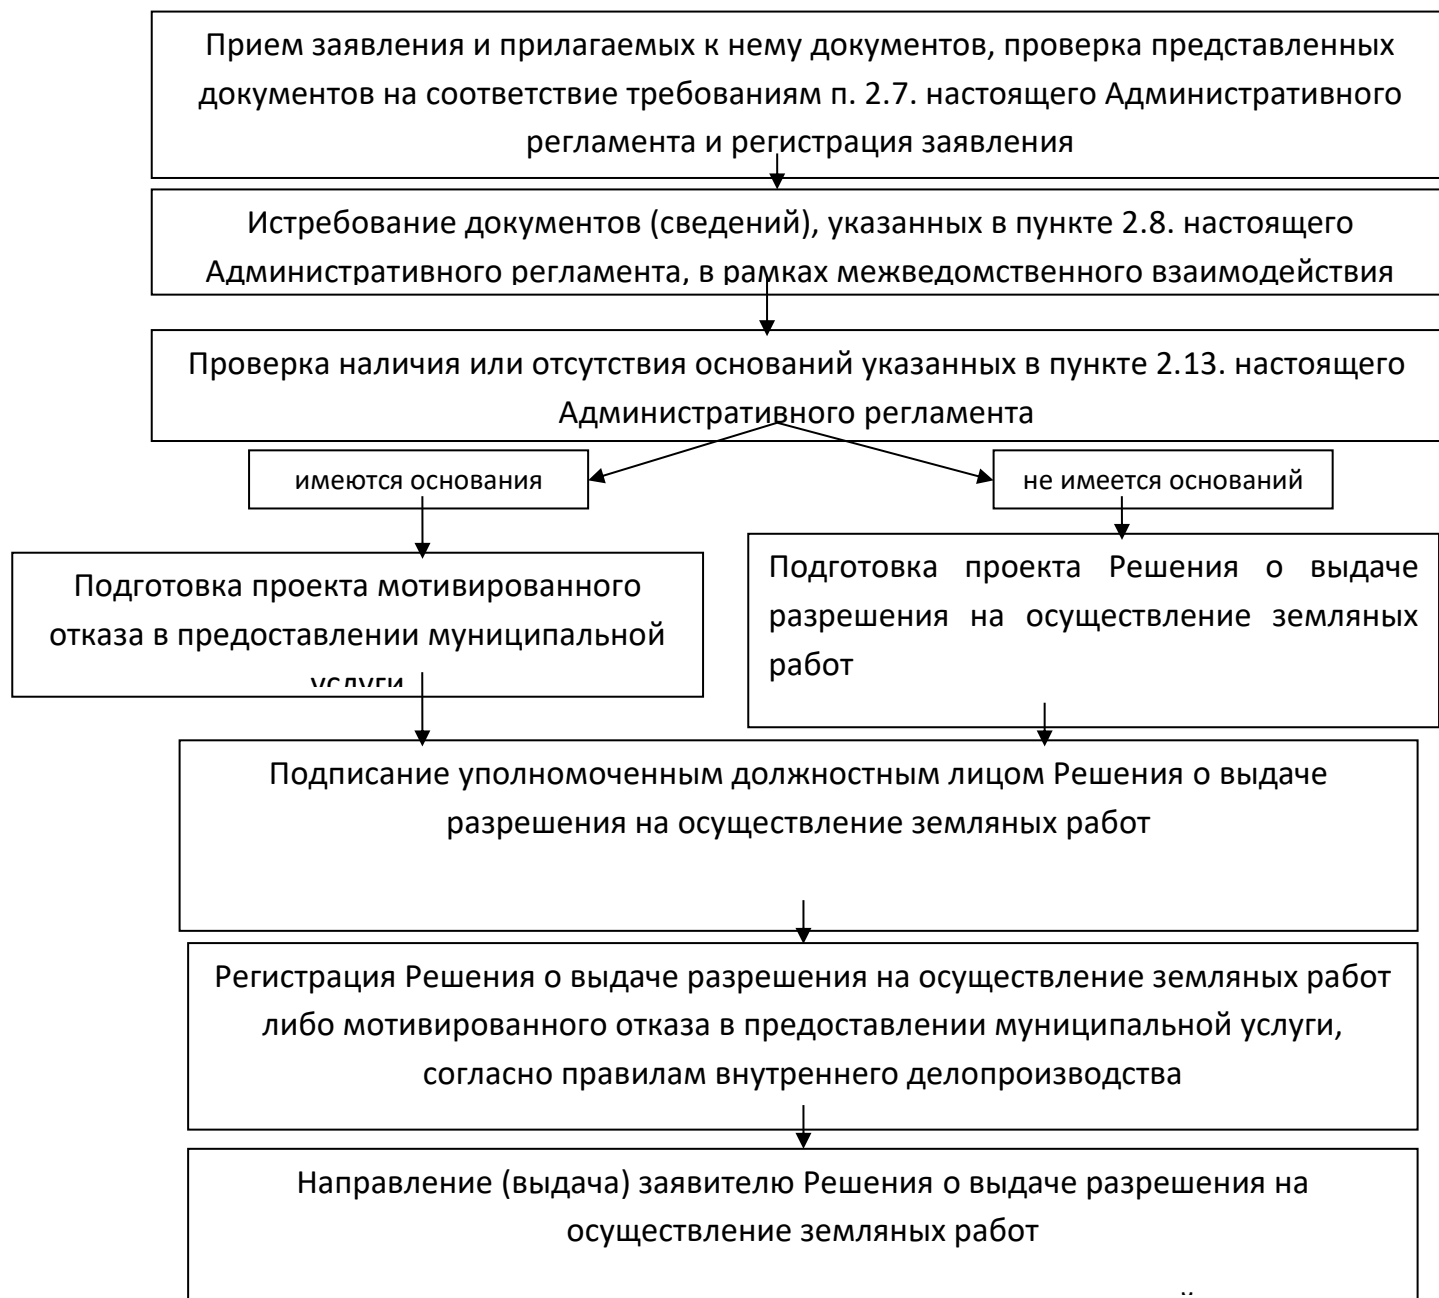 Прием заявления и прилагаемых к нему документов, проверка представленных
документов на соответствие требованиям п. 2.7. настоящего Административного
регламента и регистрация заявления
Истребование документов (сведений), указанных в пункте 2.8. настоящего
Административного регламента, в рамках межведомственного взаимодействия
Проверка наличия или отсутствия оснований указанных в пункте 2.13. настоящего
Административного регламента
имеются основания
не имеется оснований
Подготовка проекта мотивированного
отказа в предоставлении муниципальной
услуги
Подготовка проекта Решения о выдаче
разрешения на осуществление земляных
работ
Подписание уполномоченным должностным лицом Решения о выдаче
разрешения на осуществление земляных работ
Регистрация Решения о выдаче разрешения на осуществление земляных работ
либо мотивированного отказа в предоставлении муниципальной услуги,
согласно правилам внутреннего делопроизводства
Направление (выдача) заявителю Решения о выдаче разрешения на
осуществление земляных работ